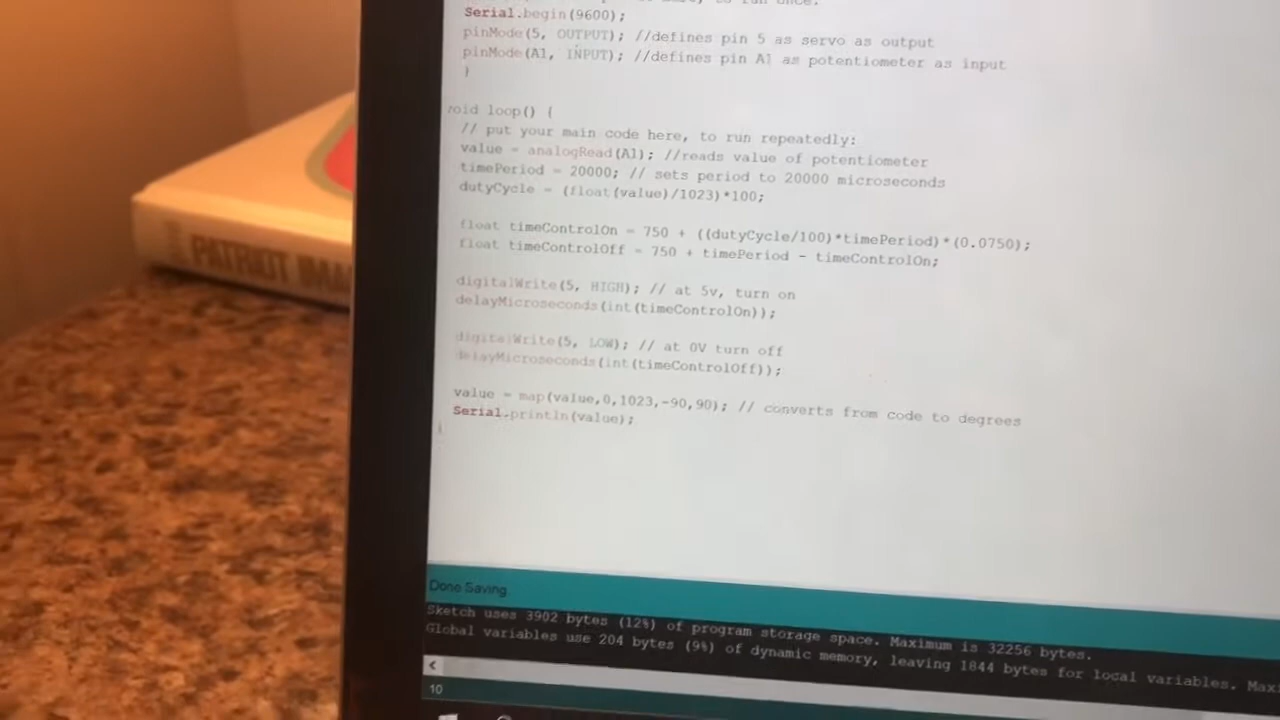 to run once.
Serial.begin(9600);
pinMode(5, OUTPUT); //defines pin 5 as servo as output
pinMode(A1, INPUT); //defines pin A1 as potentiometer as input
}
void loop() {
// put your main code here, to run repeatedly:
value = analogRead(A1); //reads value of potentiometer
timePeriod = 20000; // sets period to 20000 microseconds
dutyCycle = (float(value)/1023)*100;
float timeControlOn = 750 + ((dutyCycle/100)*timePeriod)*(0.0750);
float timeControlOff = 750 + timePeriod - timeControlOn;
digitalWrite(5, HIGH); // at 5v, turn on
delayMicroseconds(int(timeControlOn));
digitalWrite(5, LOW); // at 0V turn off
delayMicroseconds(int(timeControlOff));
value = map(value,0,1023,-90,90); // converts from code to degrees
Serial.println(value);
}
PATRIOT IMA
Done Saving
Sketch uses 3902 bytes (12%) of program storage space. Maximum is 32256 bytes.
Global variables use 204 bytes (9%) of dynamic memory, leaving 1844 bytes for local variables. Maxi
10